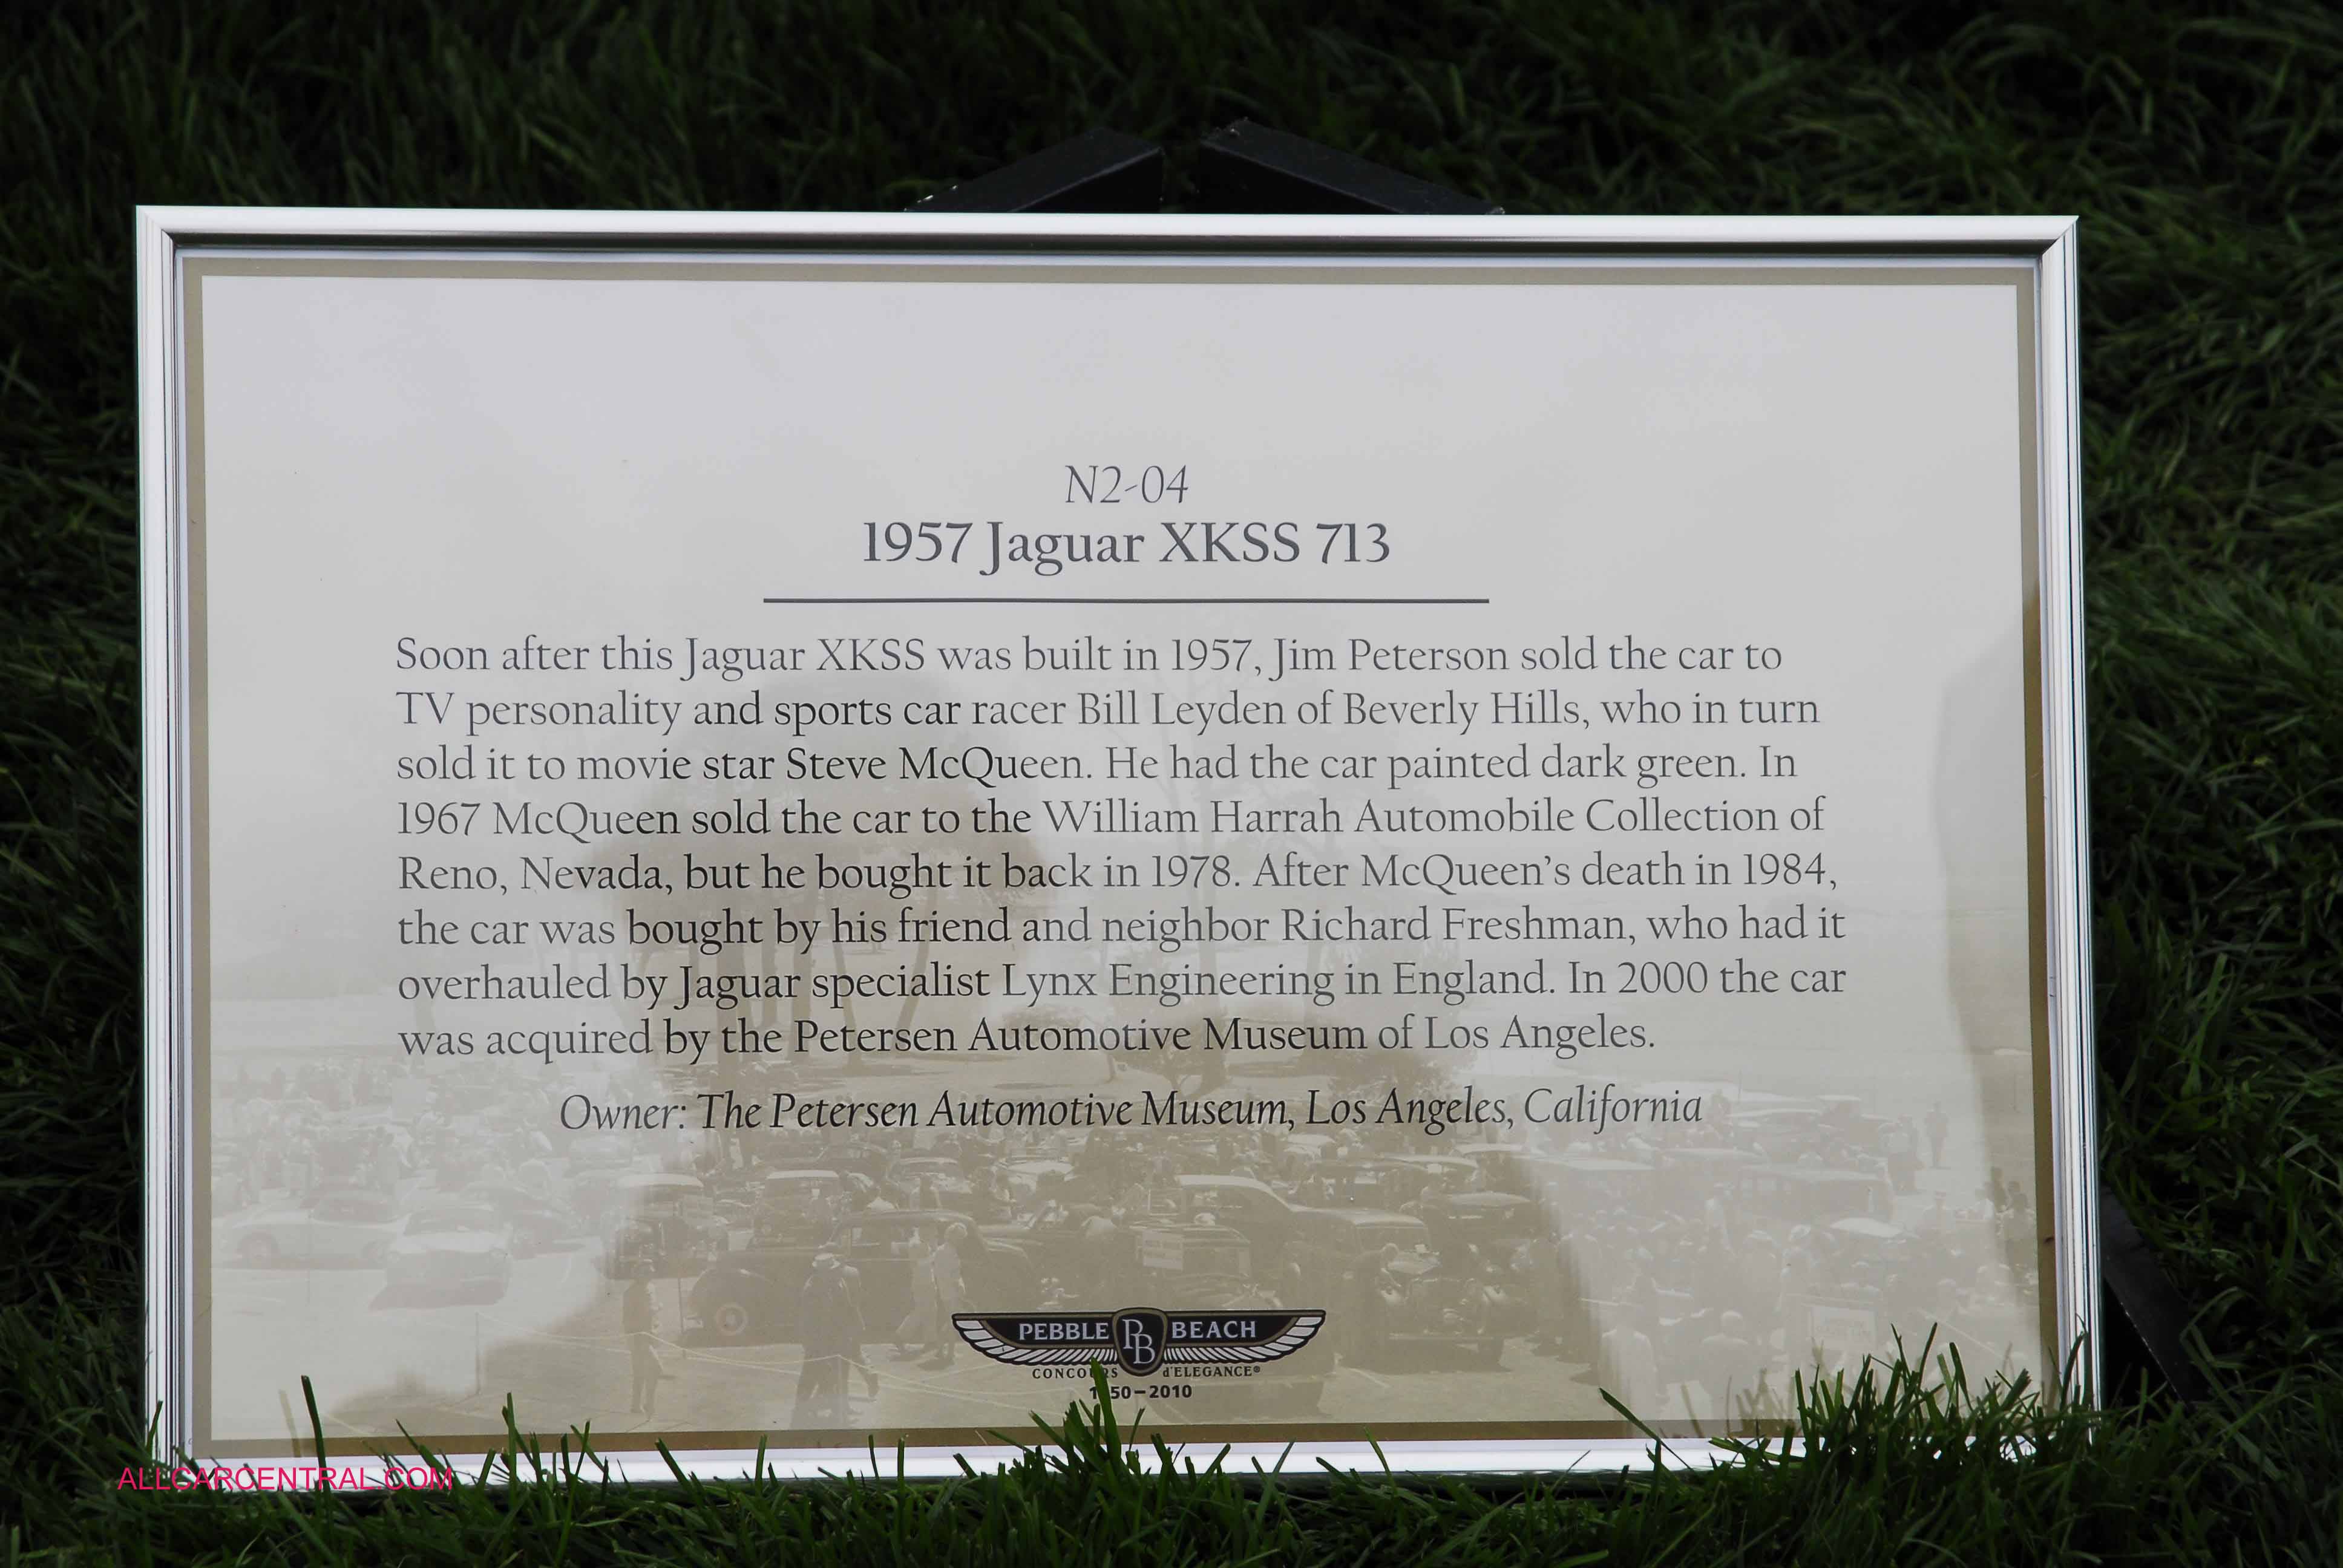 N2-04
1957 Jaguar XKSS 713
Soon after this Jaguar XKSS was built in 1957, Jim Peterson sold the car to
TV personality and sports car racer Bill Leyden of Beverly Hills, who in turn
sold it to movie star Steve McQueen. He had the car painted dark green. In
1967 McQueen sold the car to the William Harrah Automobile Collection of
Reno, Nevada, but he bought it back in 1978. After McQueen's death in 1984,
the car was bought by his friend and neighbor Richard Freshman, who had it
overhauled by Jaguar specialist Lynx Engineering in England. In 2000 the car
was acquired by the Petersen Automotive Museum of Los Angeles.
Owner: The Petersen Automotive Museum, Los Angeles, California
PEBBLE PB BEACH
CONCOURS d'ELEGANCE®
1950–2010
ALLCARCENTRAL.COM